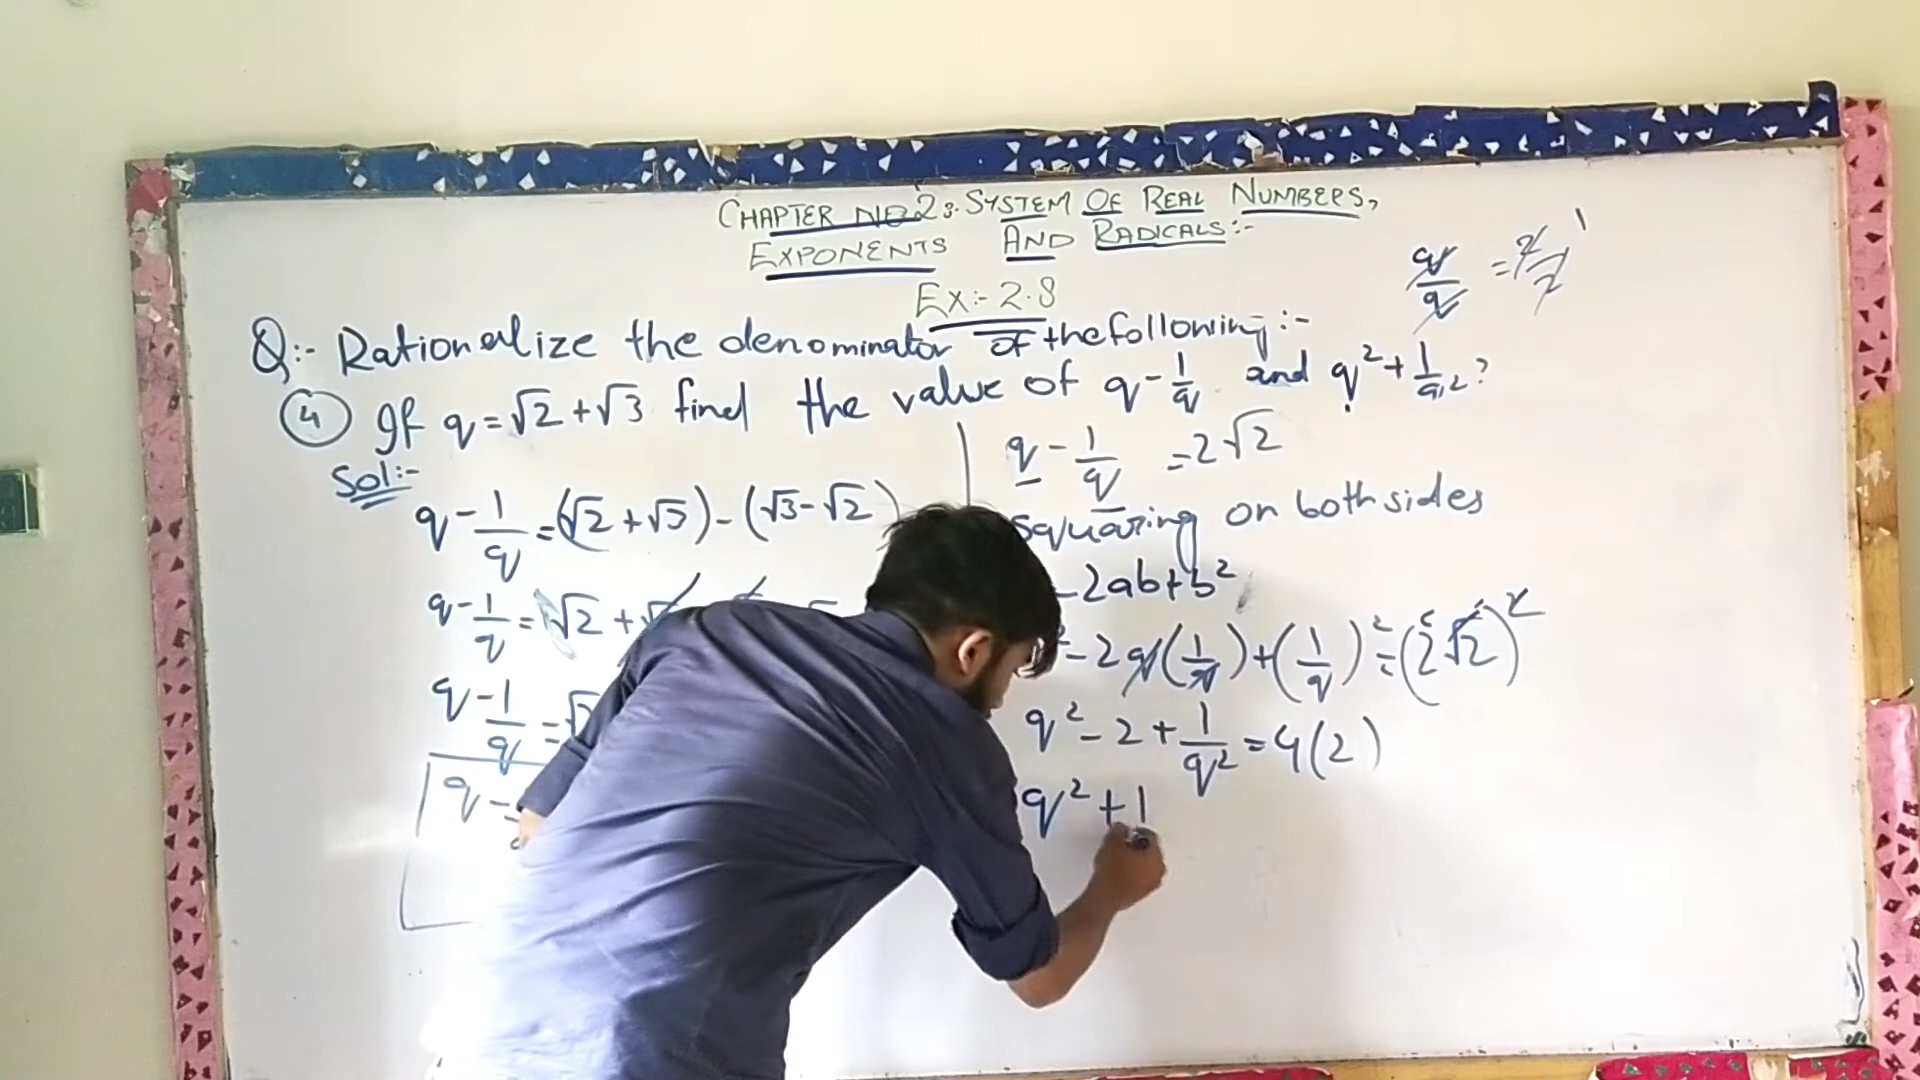 CHAPTER NO 2:- SYSTEM OF REAL NUMBERS,
EXPONENTS AND RADICALS:-
Ex:- 2.8
q/q = 2/2 1
Q:- Rationalize the denominator of the following:-
(4) If q = √2 + √3 find the value of q - 1/q and q² + 1/q²?
Sol:-
q - 1/q = (√2 + √3) - (√3 - √2)
q - 1/q = √2 +
q - 1/q =
q -
q - 1/q = 2√2
Squaring on both sides
- 2ab + b²
- 2q(1/q) + (1/q)² = (2√2)²
q² - 2 + 1/q² = 4(2)
q² + 1